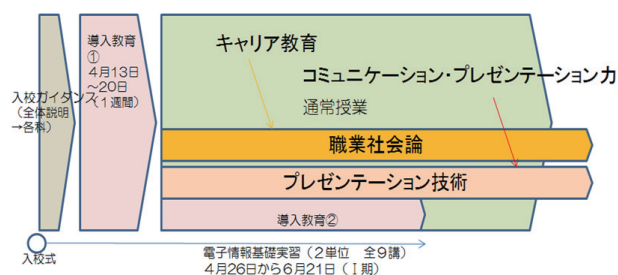 導入教育
①
4月13日
~20日
(1週間)
入校ガイダンス
(全体説明
→各科)
キャリア教育
コミュニケーション・プレゼンテーション力
通常授業
職業社会論
プレゼンテーション技術
導入教育②
入校式
電子情報基礎実習(2単位 全9講)
4月26日から6月21日(Ⅰ期)